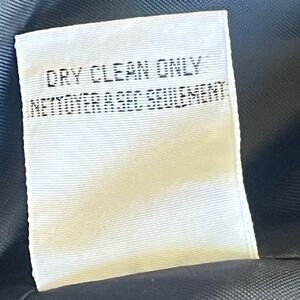 DRY CLEAN ONLY
NETTOYER A SEC SEULEMENT